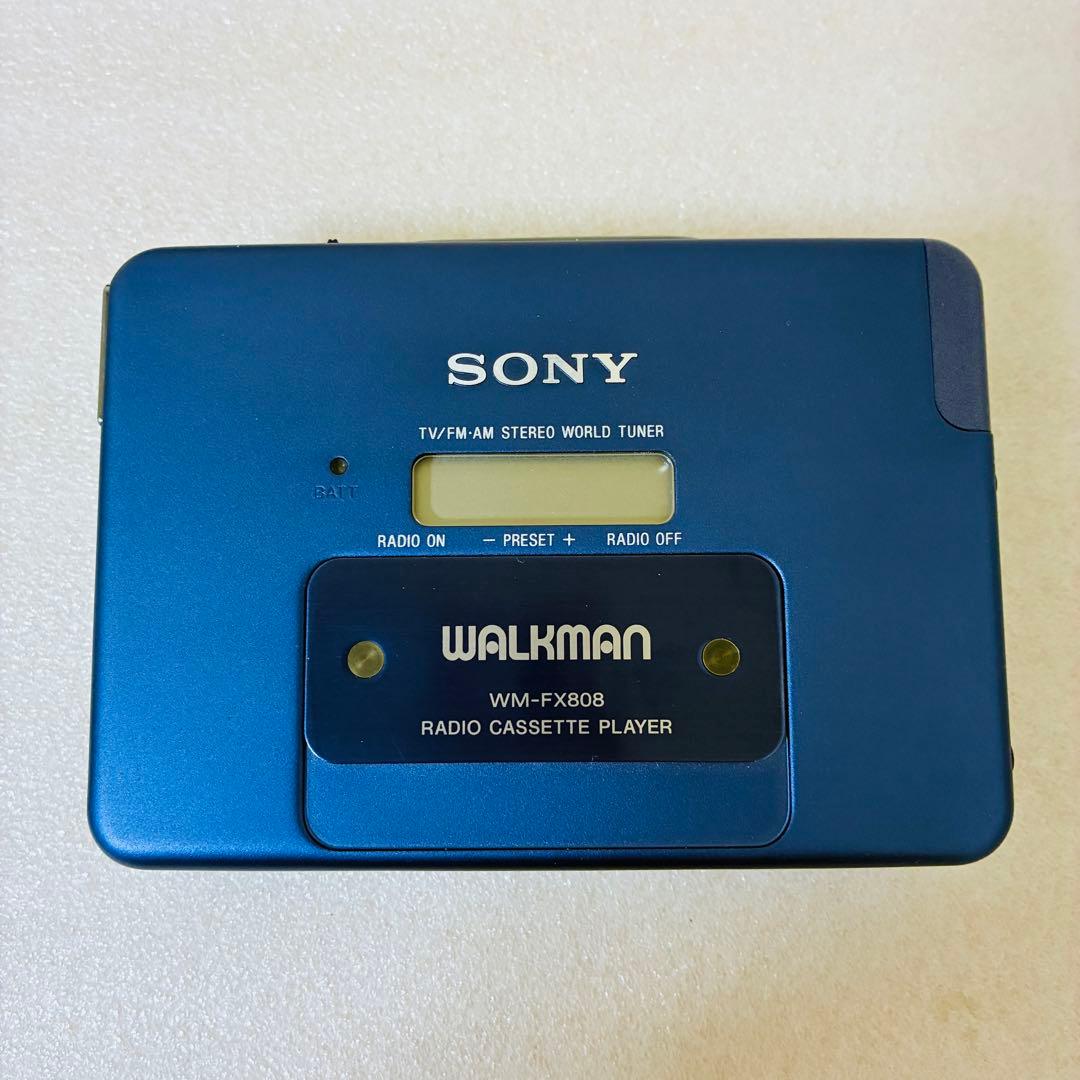 SONY
TV/FM·AM STEREO WORLD TUNER
BATT
RADIO ON — PRESET + RADIO OFF
WALKMAN
WM-FX808
RADIO CASSETTE PLAYER